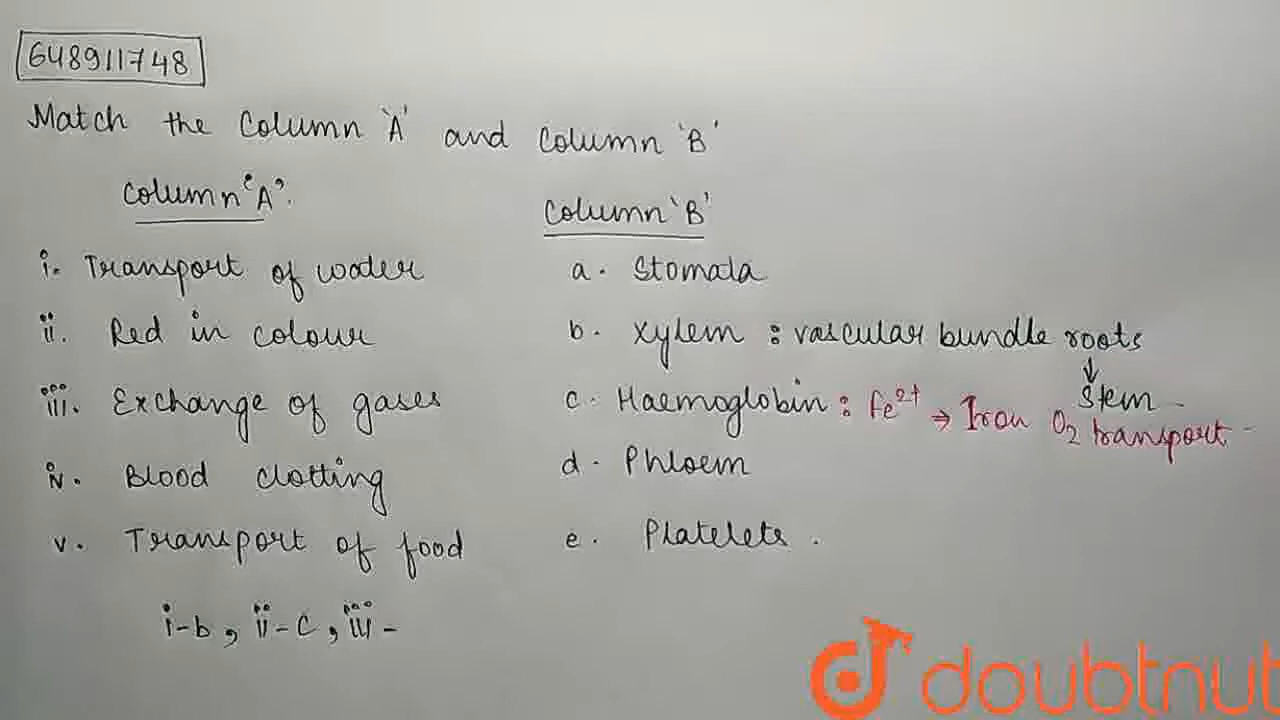 648911748
Match the Column 'A' and Column 'B'
Column 'A'.
Column 'B'
i. Transport of water
a. Stomata
ii. Red in colour
b. Xylem : vascular bundle roots
↓
Stem -
iii. Exchange of gases
c. Haemoglobin : Fe2+ → Iron O2 transport -
iv. Blood clotting
d. Phloem
v. Transport of food
e. Platelets .
i-b, ii-c, iii-
doubtnut